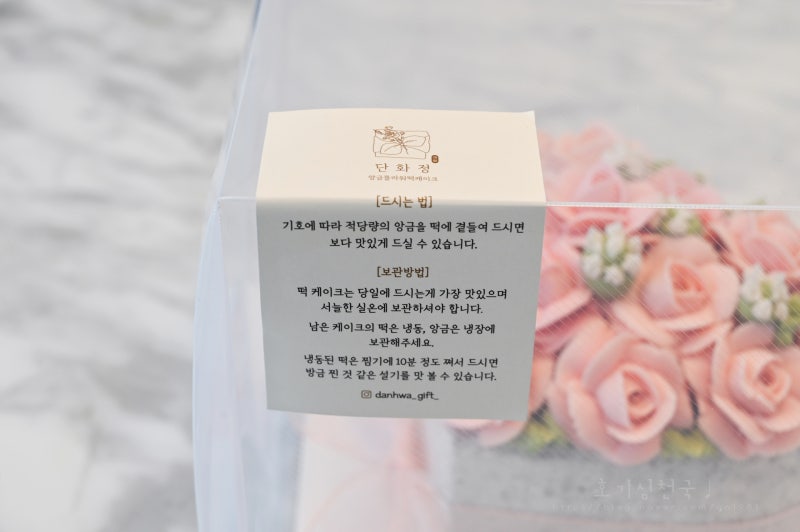 단화정
앙금플라워떡케이크
[드시는 법]
기호에 따라 적당량의 앙금을 떡에 곁들여 드시면
보다 맛있게 드실 수 있습니다.
[보관방법]
떡 케이크는 당일에 드시는게 가장 맛있으며
서늘한 실온에 보관하셔야 합니다.
남은 케이크의 떡은 냉동, 앙금은 냉장에
보관해주세요.
냉동된 떡은 찜기에 10분 정도 쪄서 드시면
방금 찐 것 같은 설기를 맛 볼 수 있습니다.
danhwa_gift_
호기심천국♩